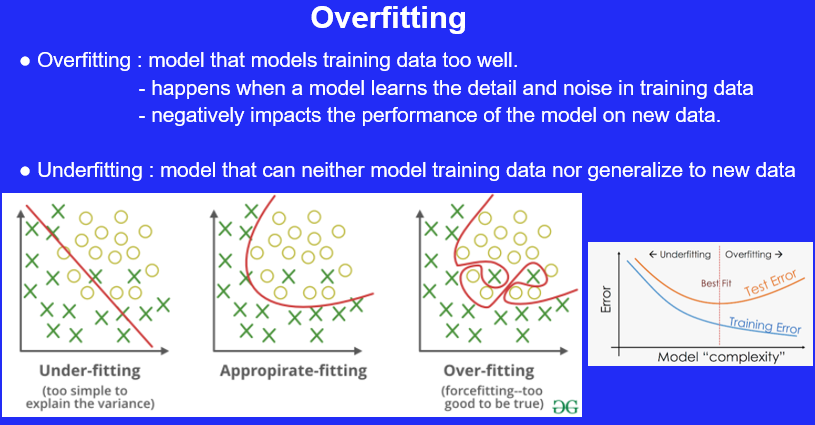 Overfitting
● Overfitting : model that models training data too well.
- happens when a model learns the detail and noise in training data
- negatively impacts the performance of the model on new data.
● Underfitting : model that can neither model training data nor generalize to new data
Under-fitting
(too simple to
explain the variance)
Appropirate-fitting
Over-fitting
(forcefitting--too
good to be true)
GG
← Underfitting
Overfitting →
Best Fit
Test Error
Training Error
Error
Model “complexity”